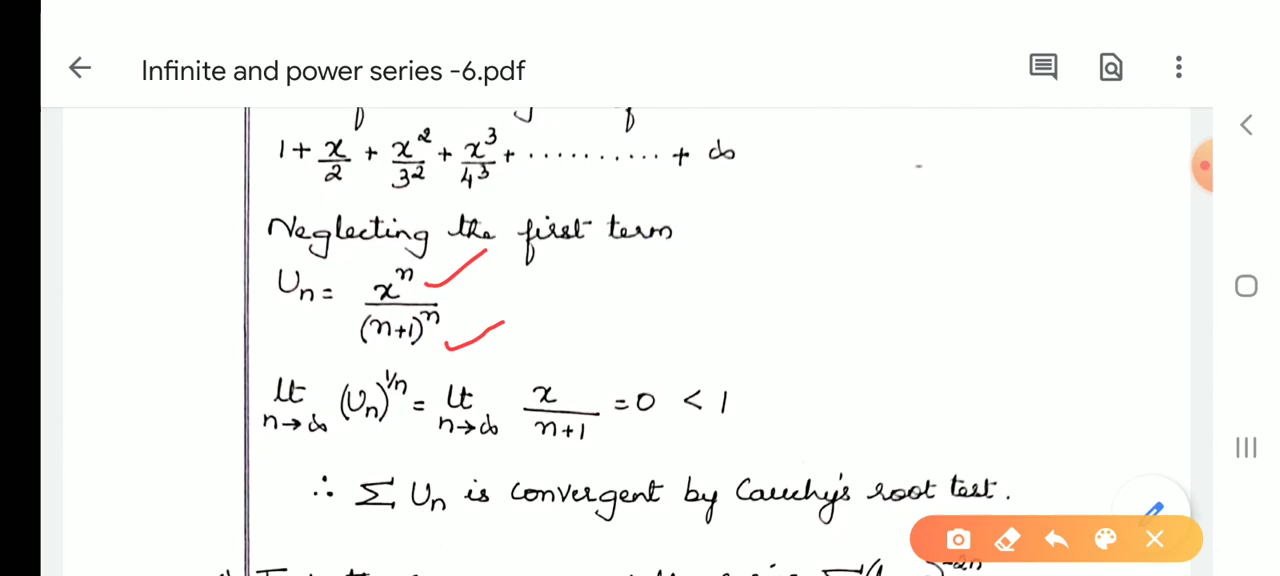 Infinite and power series -6.pdf
1 + x/2 + x²/3² + x³/4³ + ........... + ∞
Neglecting the first term
Uₙ = xⁿ/(n+1)ⁿ
lt n→∞ (Uₙ)^1/n = lt n→∞ x/n+1 = 0 < 1
∴ Σ Uₙ is convergent by Cauchy's root test.